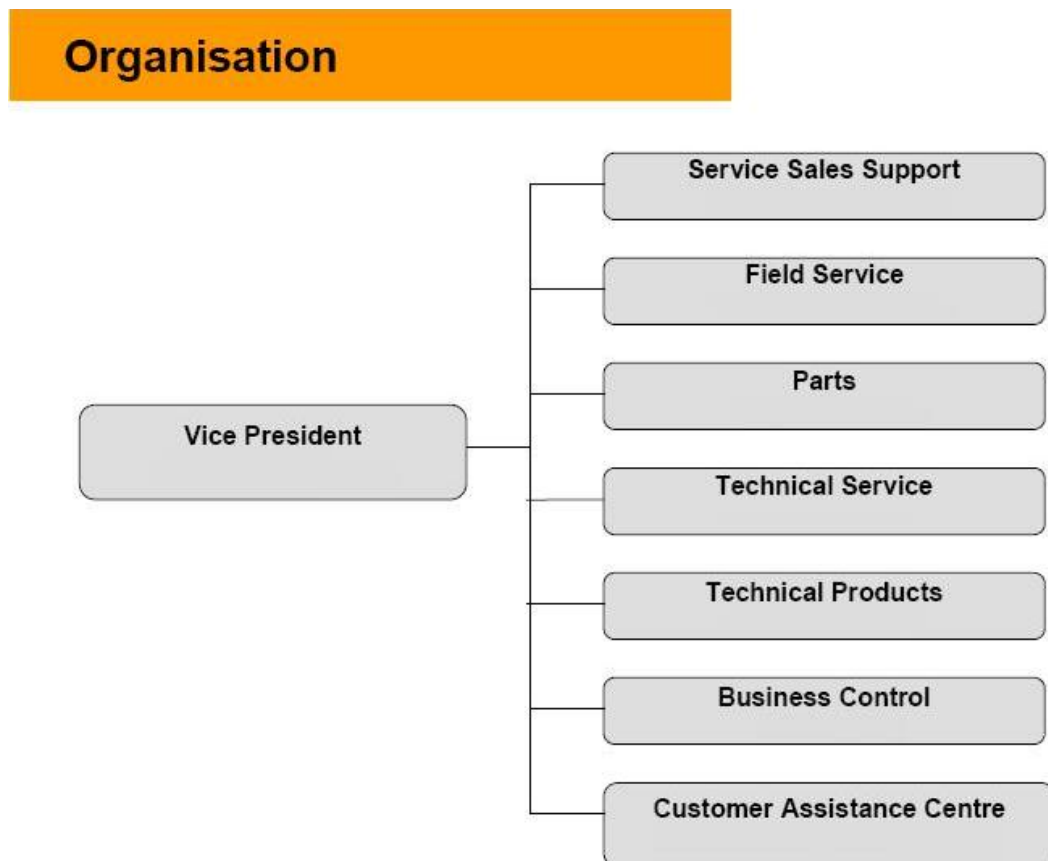 Organisation
Service Sales Support
Field Service
Parts
Vice President
Technical Service
Technical Products
Business Control
Customer Assistance Centre